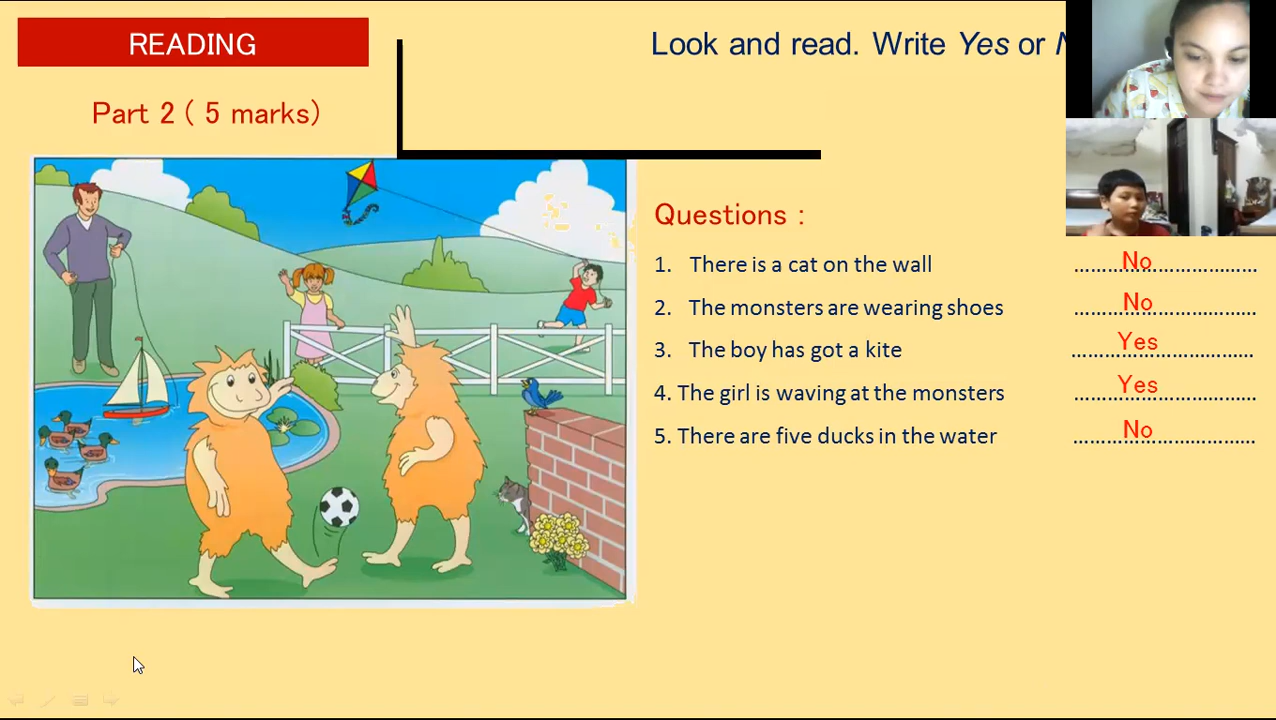 READING
Look and read. Write Yes or
Part 2 ( 5 marks)
Questions :
1. There is a cat on the wall ................................. No
2. The monsters are wearing shoes ................................. No
3. The boy has got a kite ................................. Yes
4. The girl is waving at the monsters ................................. Yes
5. There are five ducks in the water ................................. No